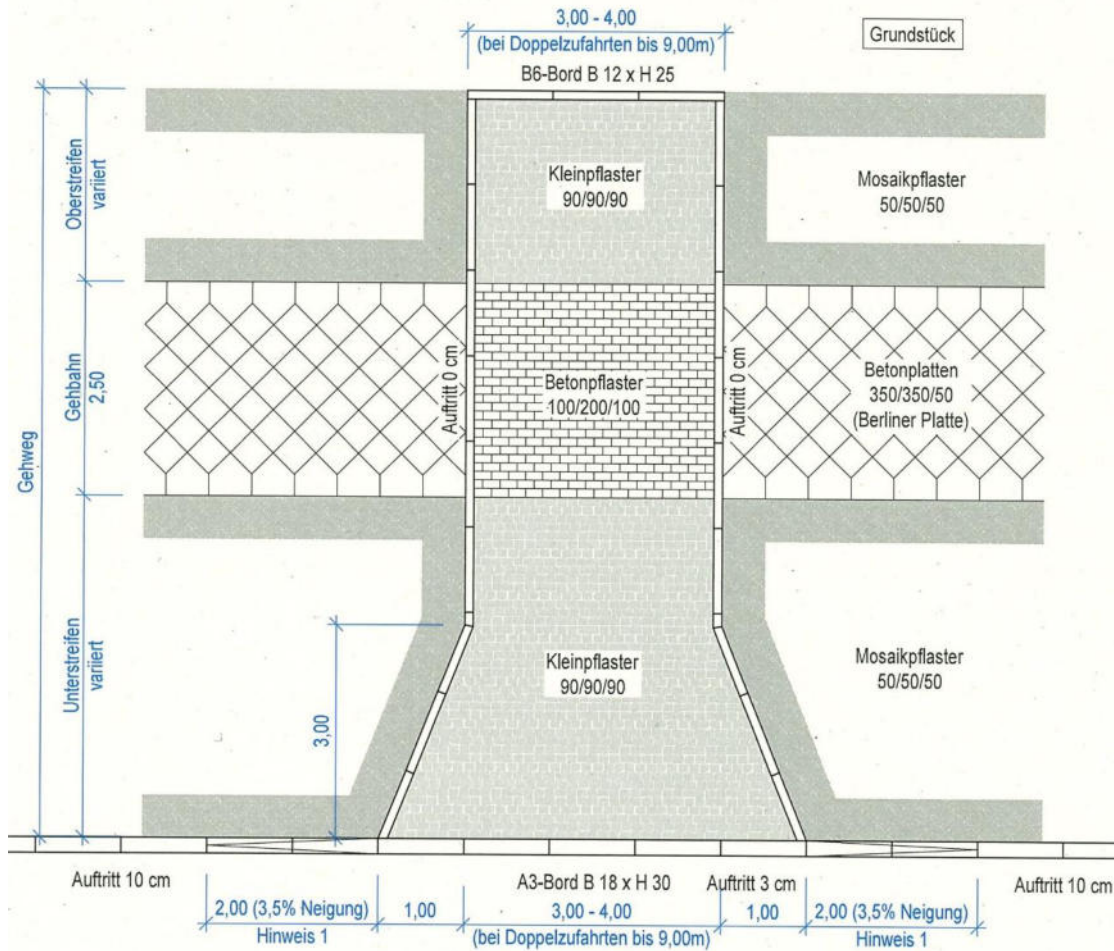 3,00 - 4,00
(bei Doppelzufahrten bis 9,00m)
Grundstück
B6-Bord B 12 x H 25
Oberstreifen
variiert
Kleinpflaster
90/90/90
Mosaikpflaster
50/50/50
Gehweg
Gehbahn
2,50
Auftritt 0 cm
Betonpflaster
100/200/100
Auftritt 0 cm
Betonplatten
350/350/50
(Berliner Platte)
Unterstreifen
variiert
3,00
Kleinpflaster
90/90/90
Mosaikpflaster
50/50/50
Auftritt 10 cm
A3-Bord B 18 x H 30
Auftritt 3 cm
Auftritt 10 cm
2,00 (3,5% Neigung)
Hinweis 1
1,00
3,00 - 4,00
(bei Doppelzufahrten bis 9,00m)
1,00
2,00 (3,5% Neigung)
Hinweis 1